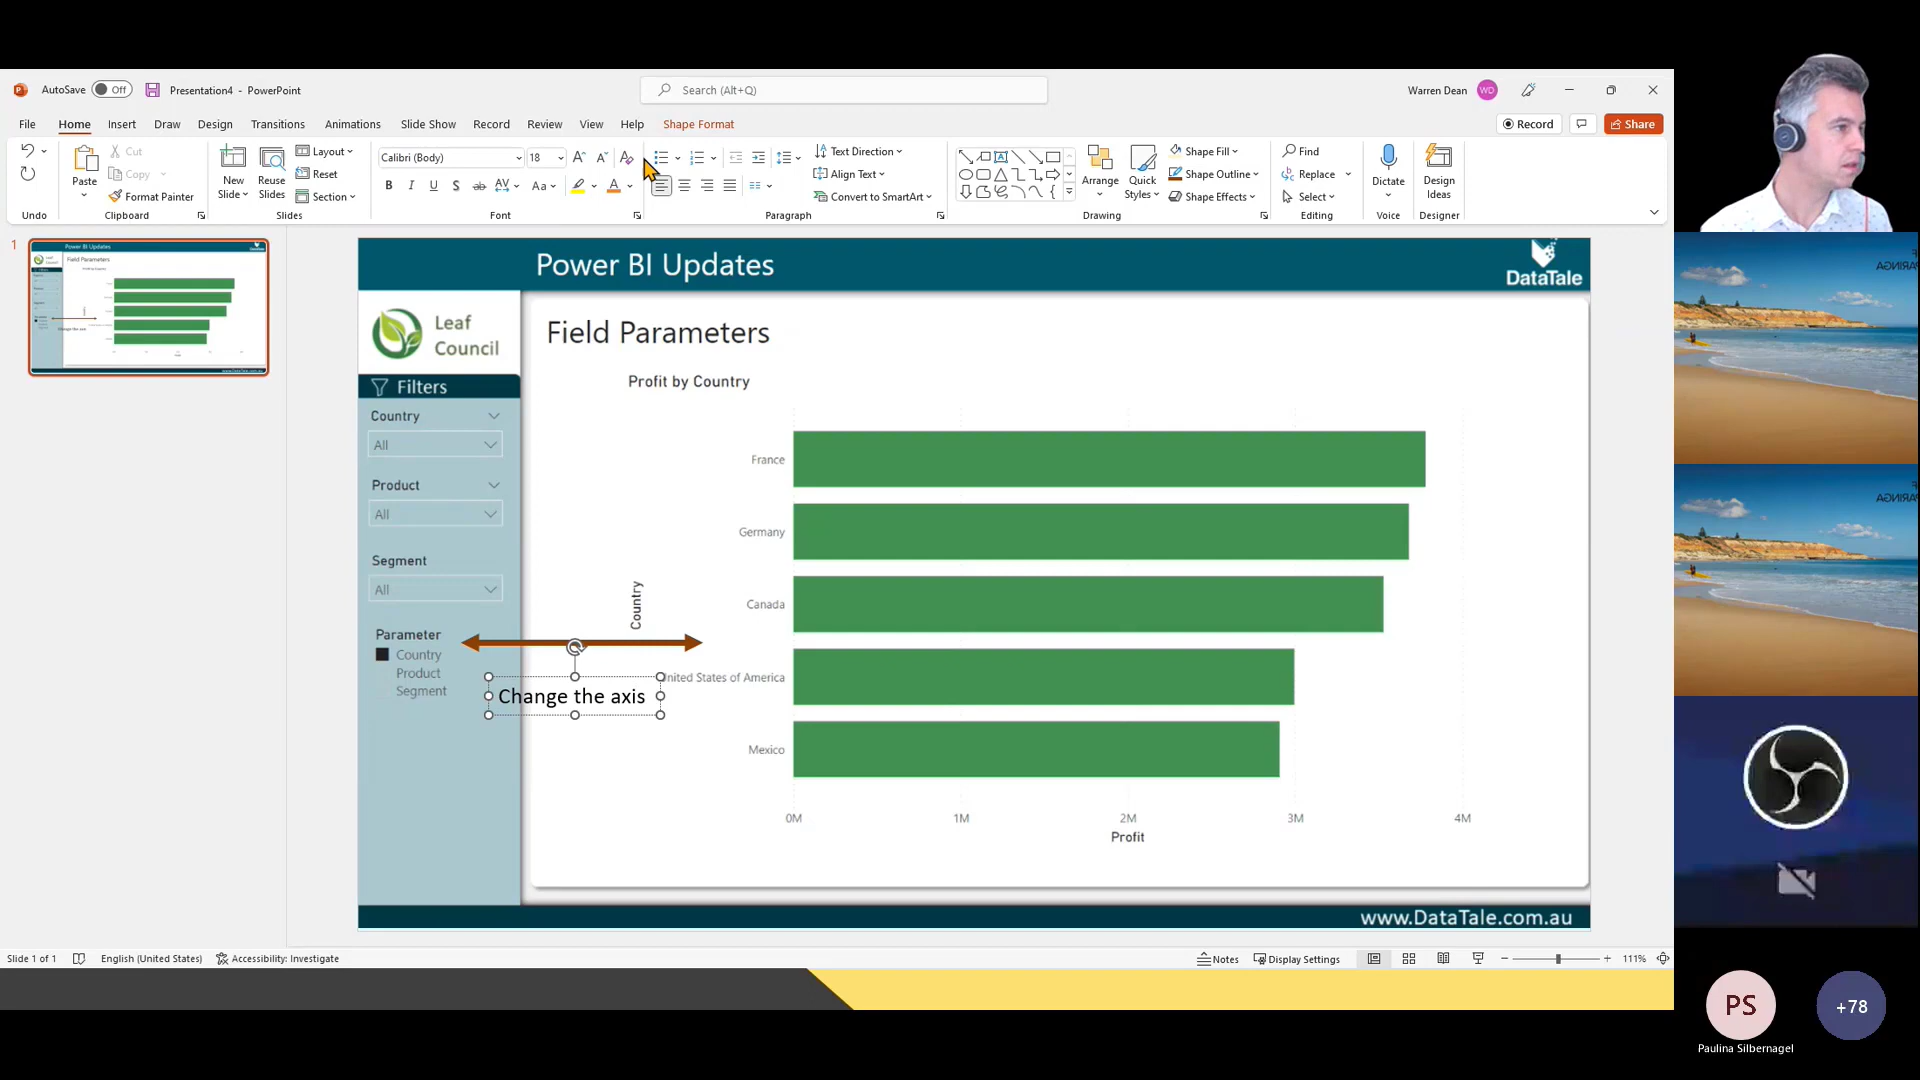 AutoSave Off Presentation4 - PowerPoint Search (Alt+Q) Warren Dean WD
File Home Insert Draw Design Transitions Animations Slide Show Record Review View Help Shape Format Record Share
Cut Layout Calibri (Body) 18 Text Direction Shape Fill Find
Paste Copy New Slide Reuse Slides Reset Align Text Arrange Quick Styles Shape Outline Replace Dictate Design Ideas
Format Painter Section B I U S ab AV Aa A Convert to SmartArt Shape Effects Select
Undo Clipboard Slides Font Paragraph Drawing Editing Voice Designer
1
Power BI Updates
DataTale
Leaf
Council
Field Parameters
Filters
Profit by Country
Country
All
Product
All
Segment
All
Parameter
Country
Product
Segment
Change the axis
Country
France
Germany
Canada
United States of America
Mexico
0M 1M 2M 3M 4M
Profit
www.DataTale.com.au
Slide 1 of 1 English (United States) Accessibility: Investigate Notes Display Settings 111%
PS
+78
Paulina Silbernagel